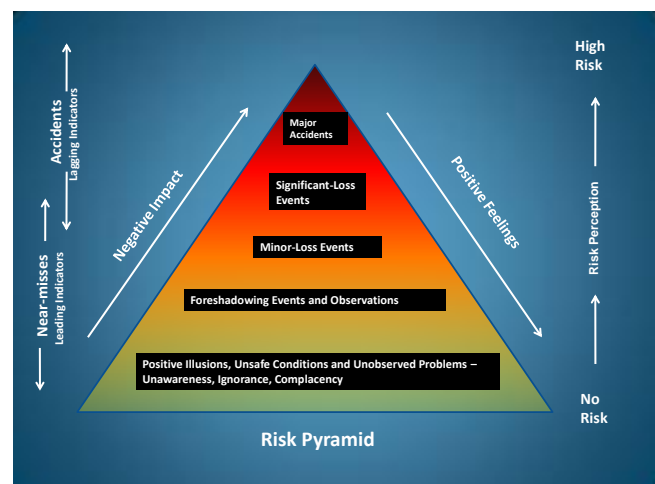 High
Risk
Accidents
Lagging Indicators
Near-misses
Leading Indicators
Negative Impact
Major
Accidents
Significant-Loss
Events
Minor-Loss Events
Foreshadowing Events and Observations
Positive Illusions, Unsafe Conditions and Unobserved Problems –
Unawareness, Ignorance, Complacency
Positive Feelings
Risk Perception
No
Risk
Risk Pyramid